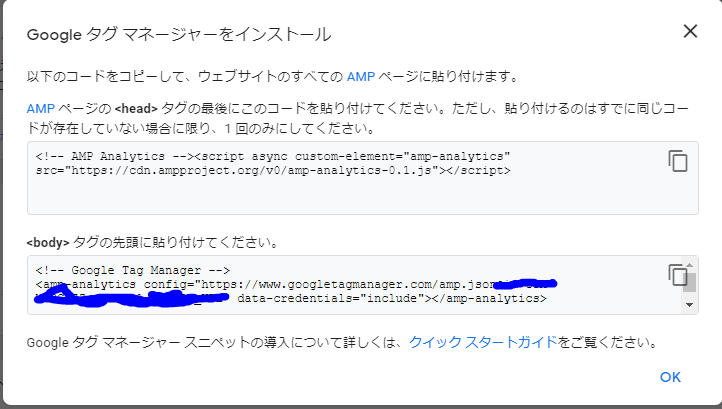 Google タグ マネージャーをインストール
以下のコードをコピーして、ウェブサイトのすべての AMP ページに貼り付けます。
AMP ページの <head> タグの最後にこのコードを貼り付けてください。ただし、貼り付けるのはすでに同じコー
ドが存在していない場合に限り、1 回のみにしてください。
<!-- AMP Analytics --><script async custom-element="amp-analytics"
src="https://cdn.ampproject.org/v0/amp-analytics-0.1.js"></script>
<body> タグの先頭に貼り付けてください。
<!-- Google Tag Manager -->
<amp-analytics config="https://www.googletagmanager.com/amp.json
data-credentials="include"></amp-analytics>
Google タグ マネージャー スニペットの導入について詳しくは、クイック スタートガイドをご覧ください。
OK